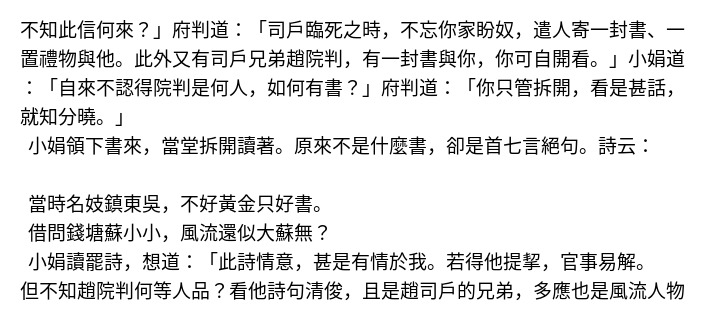 不知此信何來？」府判道：「司戶臨死之時，不忘你家盼奴，遣人寄一封書、一
置禮物與他。此外又有司戶兄弟趙院判，有一封書與你，你可自開看。」小娟道
：「自來不認得院判是何人，如何有書？」府判道：「你只管拆開，看是甚話，
就知分曉。」
小娟領下書來，當堂拆開讀著。原來不是什麼書，卻是首七言絕句。詩云：
當時名妓鎮東吳，不好黃金只好書。
借問錢塘蘇小小，風流還似大蘇無？
小娟讀罷詩，想道：「此詩情意，甚是有情於我。若得他提挈，官事易解。
但不知趙院判何等人品？看他詩句清俊，且是趙司戶的兄弟，多應也是風流人物